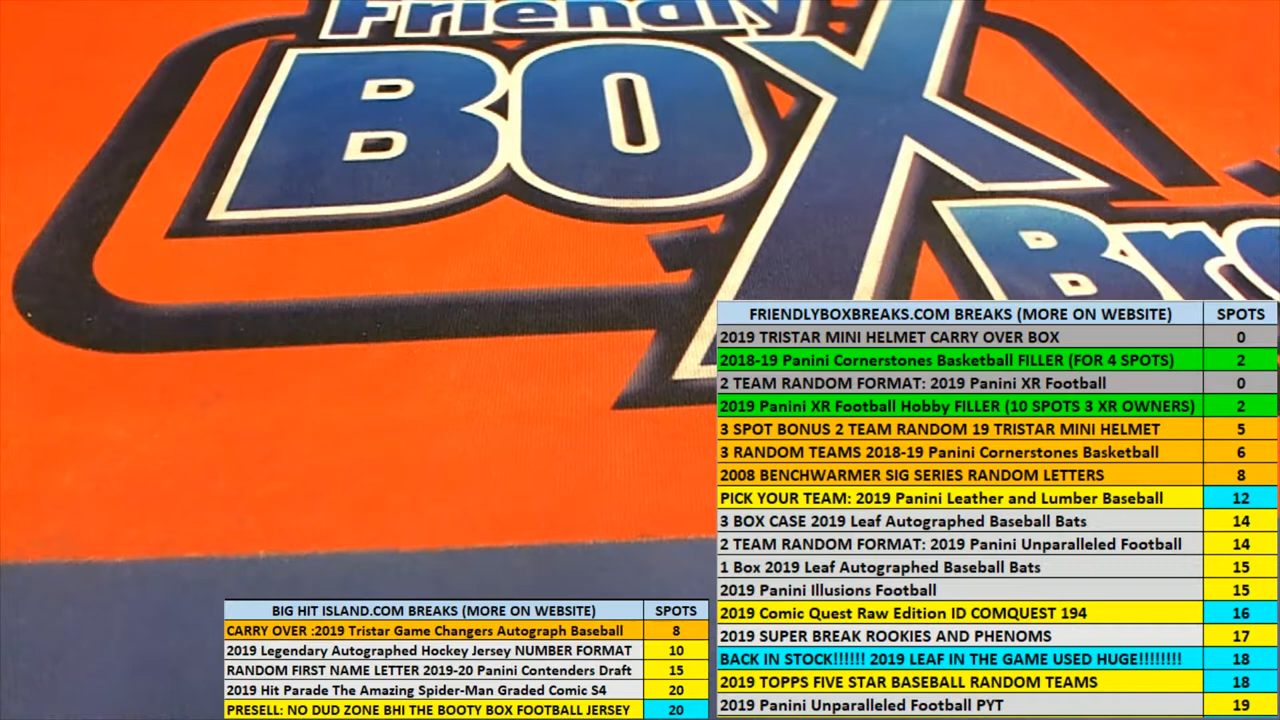 Friendly
BOX
Bre
FRIENDLYBOXBREAKS.COM BREAKS (MORE ON WEBSITE) SPOTS
2019 TRISTAR MINI HELMET CARRY OVER BOX 0
2018-19 Panini Cornerstones Basketball FILLER (FOR 4 SPOTS) 2
2 TEAM RANDOM FORMAT: 2019 Panini XR Football 0
2019 Panini XR Football Hobby FILLER (10 SPOTS 3 XR OWNERS) 2
3 SPOT BONUS 2 TEAM RANDOM 19 TRISTAR MINI HELMET 5
3 RANDOM TEAMS 2018-19 Panini Cornerstones Basketball 6
2008 BENCHWARMER SIG SERIES RANDOM LETTERS 8
PICK YOUR TEAM: 2019 Panini Leather and Lumber Baseball 12
3 BOX CASE 2019 Leaf Autographed Baseball Bats 14
2 TEAM RANDOM FORMAT: 2019 Panini Unparalleled Football 14
1 Box 2019 Leaf Autographed Baseball Bats 15
2019 Panini Illusions Football 15
2019 Comic Quest Raw Edition ID COMQUEST 194 16
2019 SUPER BREAK ROOKIES AND PHENOMS 17
BACK IN STOCK!!!!!! 2019 LEAF IN THE GAME USED HUGE!!!!!!!! 18
2019 TOPPS FIVE STAR BASEBALL RANDOM TEAMS 18
2019 Panini Unparalleled Football PYT 19
BIG HIT ISLAND.COM BREAKS (MORE ON WEBSITE) SPOTS
CARRY OVER :2019 Tristar Game Changers Autograph Baseball 8
2019 Legendary Autographed Hockey Jersey NUMBER FORMAT 10
RANDOM FIRST NAME LETTER 2019-20 Panini Contenders Draft 15
2019 Hit Parade The Amazing Spider-Man Graded Comic S4 20
PRESELL: NO DUD ZONE BHI THE BOOTY BOX FOOTBALL JERSEY 20